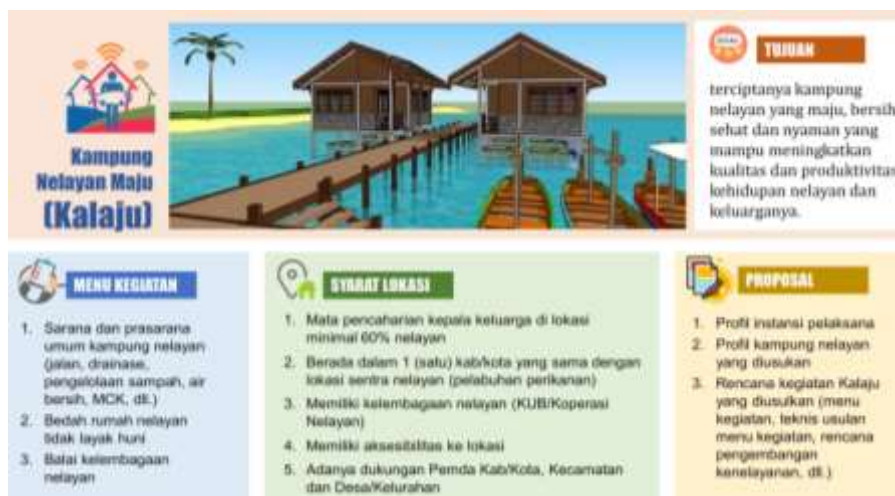 Kampung
Nelayan Maju
(Kalaju)
TUJUAN
terciptanya kampung
nelayan yang maju, bersih
sehat dan nyaman yang
mampu meningkatkan
kualitas dan produktivitas
kehidupan nelayan dan
keluarganya.
MENU KEGIATAN
1. Sarana dan prasarana
umum kampung nelayan
(jalan, drainase,
pengelolaan sampah, air
bersih, MCK, dll.)
2. Bedah rumah nelayan
tidak layak huni
3. Balai kelembagaan
nelayan
SYARAT LOKASI
1. Mata pencaharian kepala keluarga di lokasi
minimal 60% nelayan
2. Berada dalam 1 (satu) kab/kota yang sama dengan
lokasi sentra nelayan (pelabuhan perikanan)
3. Memiliki kelembagaan nelayan (KUB/Koperasi
Nelayan)
4. Memiliki aksesibilitas ke lokasi
5. Adanya dukungan Pemda Kab/Kota, Kecamatan
dan Desa/Kelurahan
PROPOSAL
1. Profil instansi pelaksana
2. Profil kampung nelayan
yang diusukan
3. Rencana kegiatan Kalaju
yang diusulkan (menu
kegiatan, teknis usulan
menu kegiatan, rencana
pengembangan
kenelayanan, dll.)